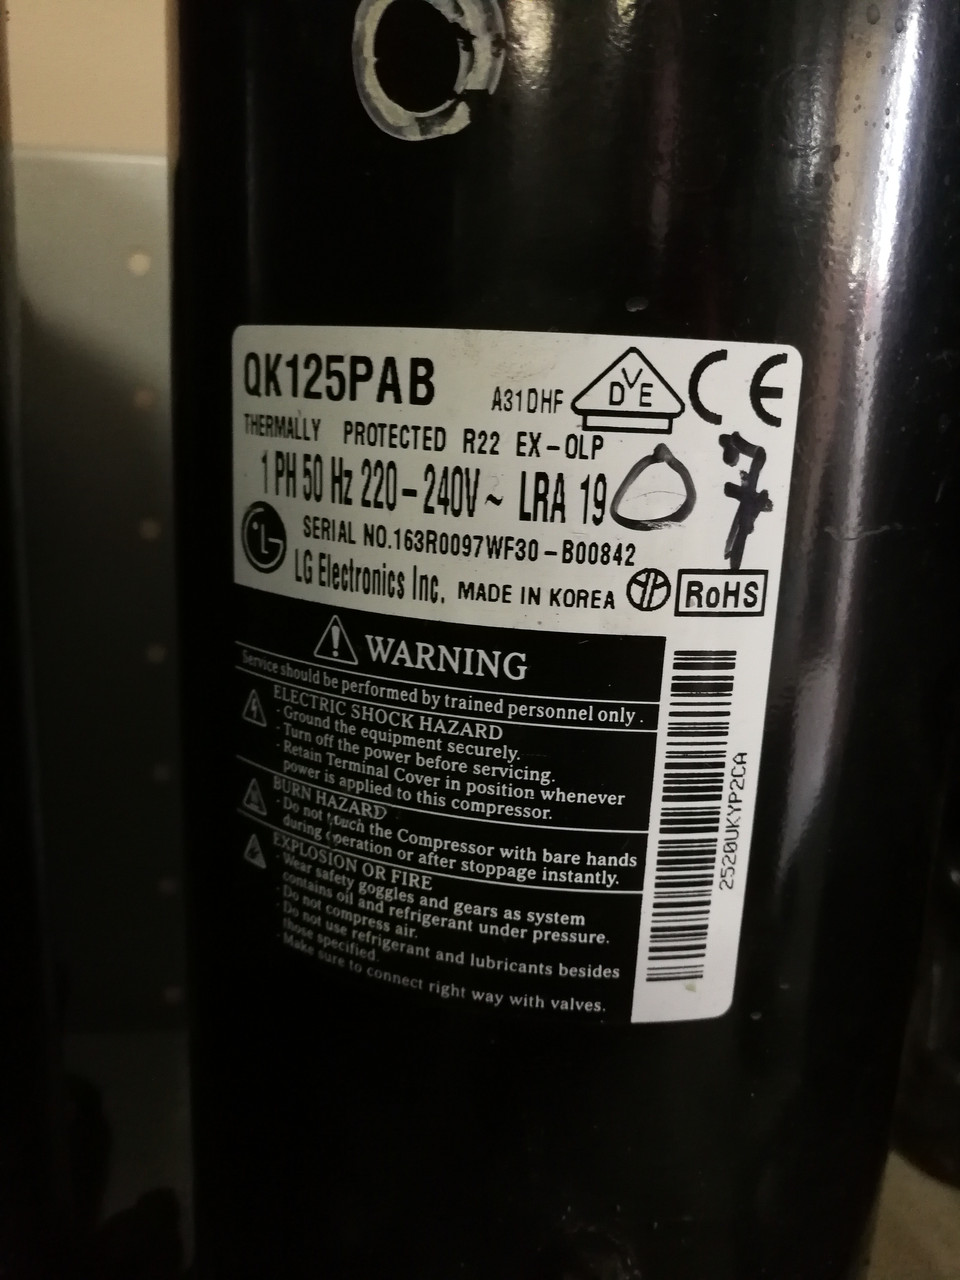 QK125PAB
A31DHF
VDE
CE
THERMALLY PROTECTED R22 EX-OLP
1 PH 50 Hz 220-240V~ LRA 19
07
SERIAL NO.163R0097WF30-B00842
LG
LG Electronics Inc. MADE IN KOREA
RoHS
WARNING
Service should be performed by trained personnel only.
ELECTRIC SHOCK HAZARD
- Ground the equipment securely.
- Turn off the power before servicing.
- Retain Terminal Cover in position whenever
power is applied to this compressor.
BURN HAZARD
- Do not touch the Compressor with bare hands
during operation or after stoppage instantly.
EXPLOSION OR FIRE
- Wear safety goggles and gears as system
contains oil and refrigerant under pressure.
- Do not compress air.
- Do not use refrigerant and lubricants besides
those specified.
- Make sure to connect right way with valves.
2520UKYP2CA